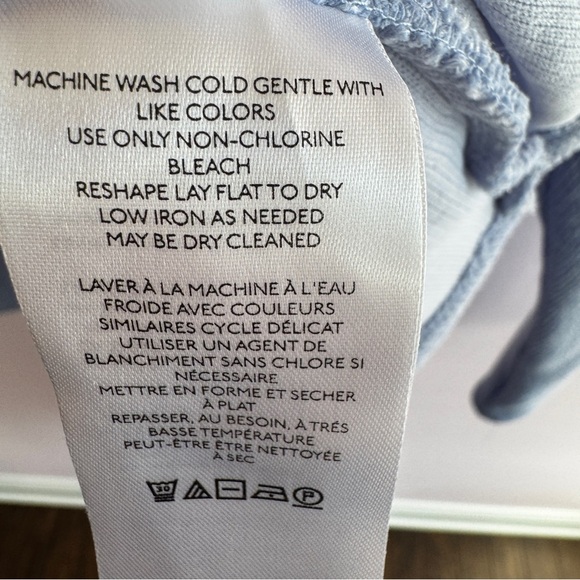 MACHINE WASH COLD GENTLE WITH
LIKE COLORS
USE ONLY NON-CHLORINE
BLEACH
RESHAPE LAY FLAT TO DRY
LOW IRON AS NEEDED
MAY BE DRY CLEANED
LAVER À LA MACHINE À L'EAU
FROIDE AVEC COULEURS
SIMILAIRES CYCLE DÉLICAT
UTILISER UN AGENT DE
BLANCHIMENT SANS CHLORE SI
NÉCESSAIRE
METTRE EN FORME ET SECHER
À PLAT
REPASSER, AU BESOIN, À TRÉS
BASSE TEMPÉRATURE
PEUT-ÊTRE ÊTRE NETTOYÉE
À SEC
30 P